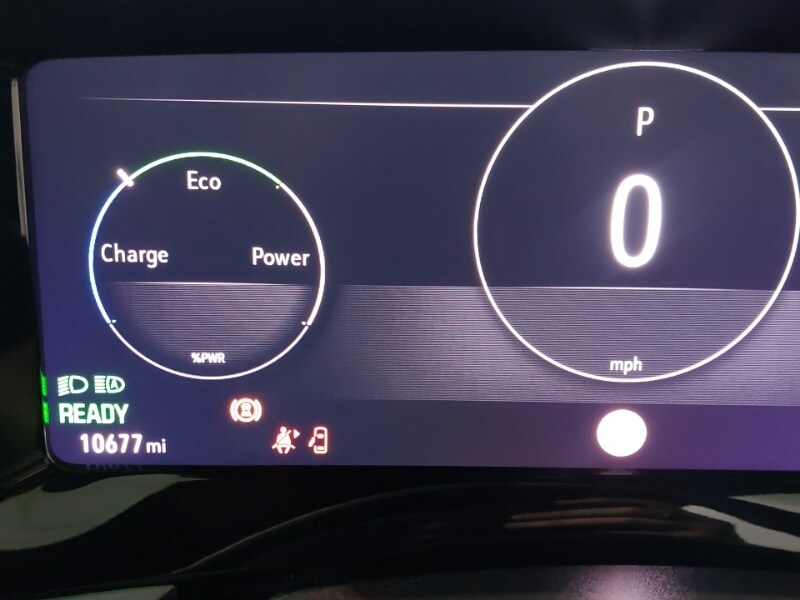 P
0
mph
Eco
Charge
Power
%PWR
A
READY
10677 mi